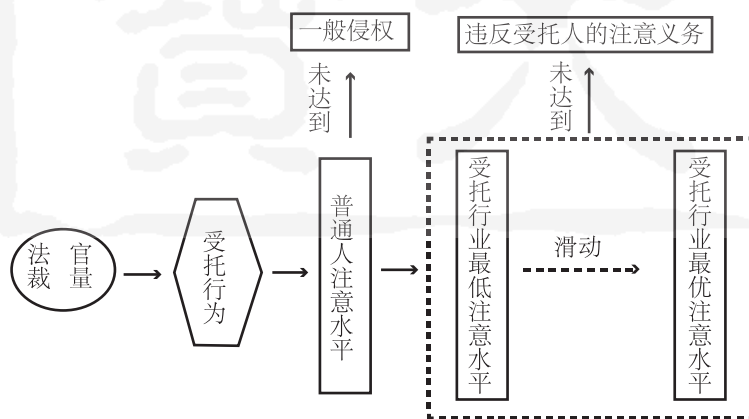 一般侵权
违反受托人的注意义务
未达到
未达到
法官
裁量
受托行为
普通人注意水平
受托行业最低注意水平
滑动
受托行业最优注意水平